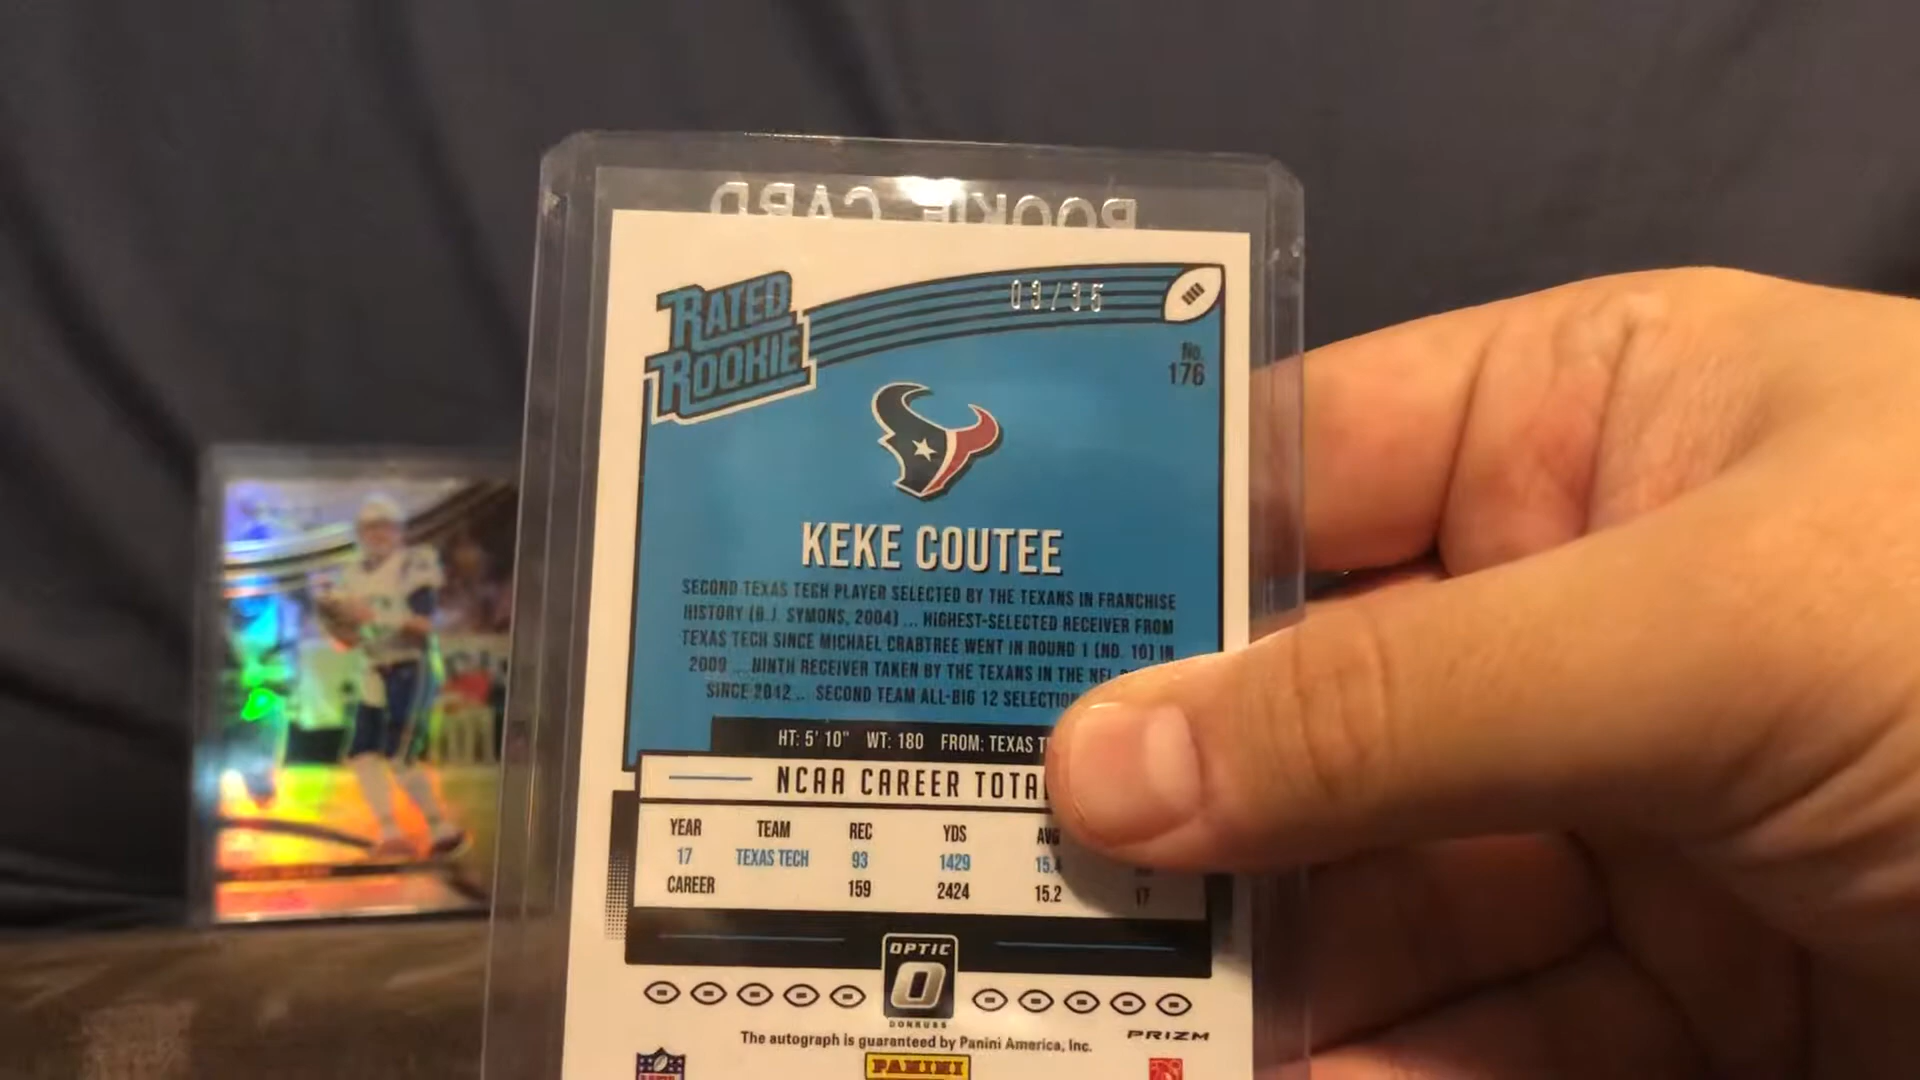 ROOKIE CARD
RATED
ROOKIE
03/35
No.
176
KEKE COUTEE
SECOND TEXAS TECH PLAYER SELECTED BY THE TEXANS IN FRANCHISE
HISTORY (B.J. SYMONS, 2004) ... HIGHEST-SELECTED RECEIVER FROM
TEXAS TECH SINCE MICHAEL CRABTREE WENT IN ROUND 1 (NO. 10) IN
2009 ... NINTH RECEIVER TAKEN BY THE TEXANS IN THE NFL
SINCE 2012 ... SECOND TEAM ALL-BIG 12 SELECTION
HT: 5' 10" WT: 180 FROM: TEXAS
NCAA CAREER
YEAR TEAM REC YDS AVG
17 TEXAS TECH 93 1429 15.4
CAREER 159 2424 15.2 17
OPTIC
DONRUSS
The autograph is guaranteed by Panini America, Inc.
PRIZM
NFL
PANINI